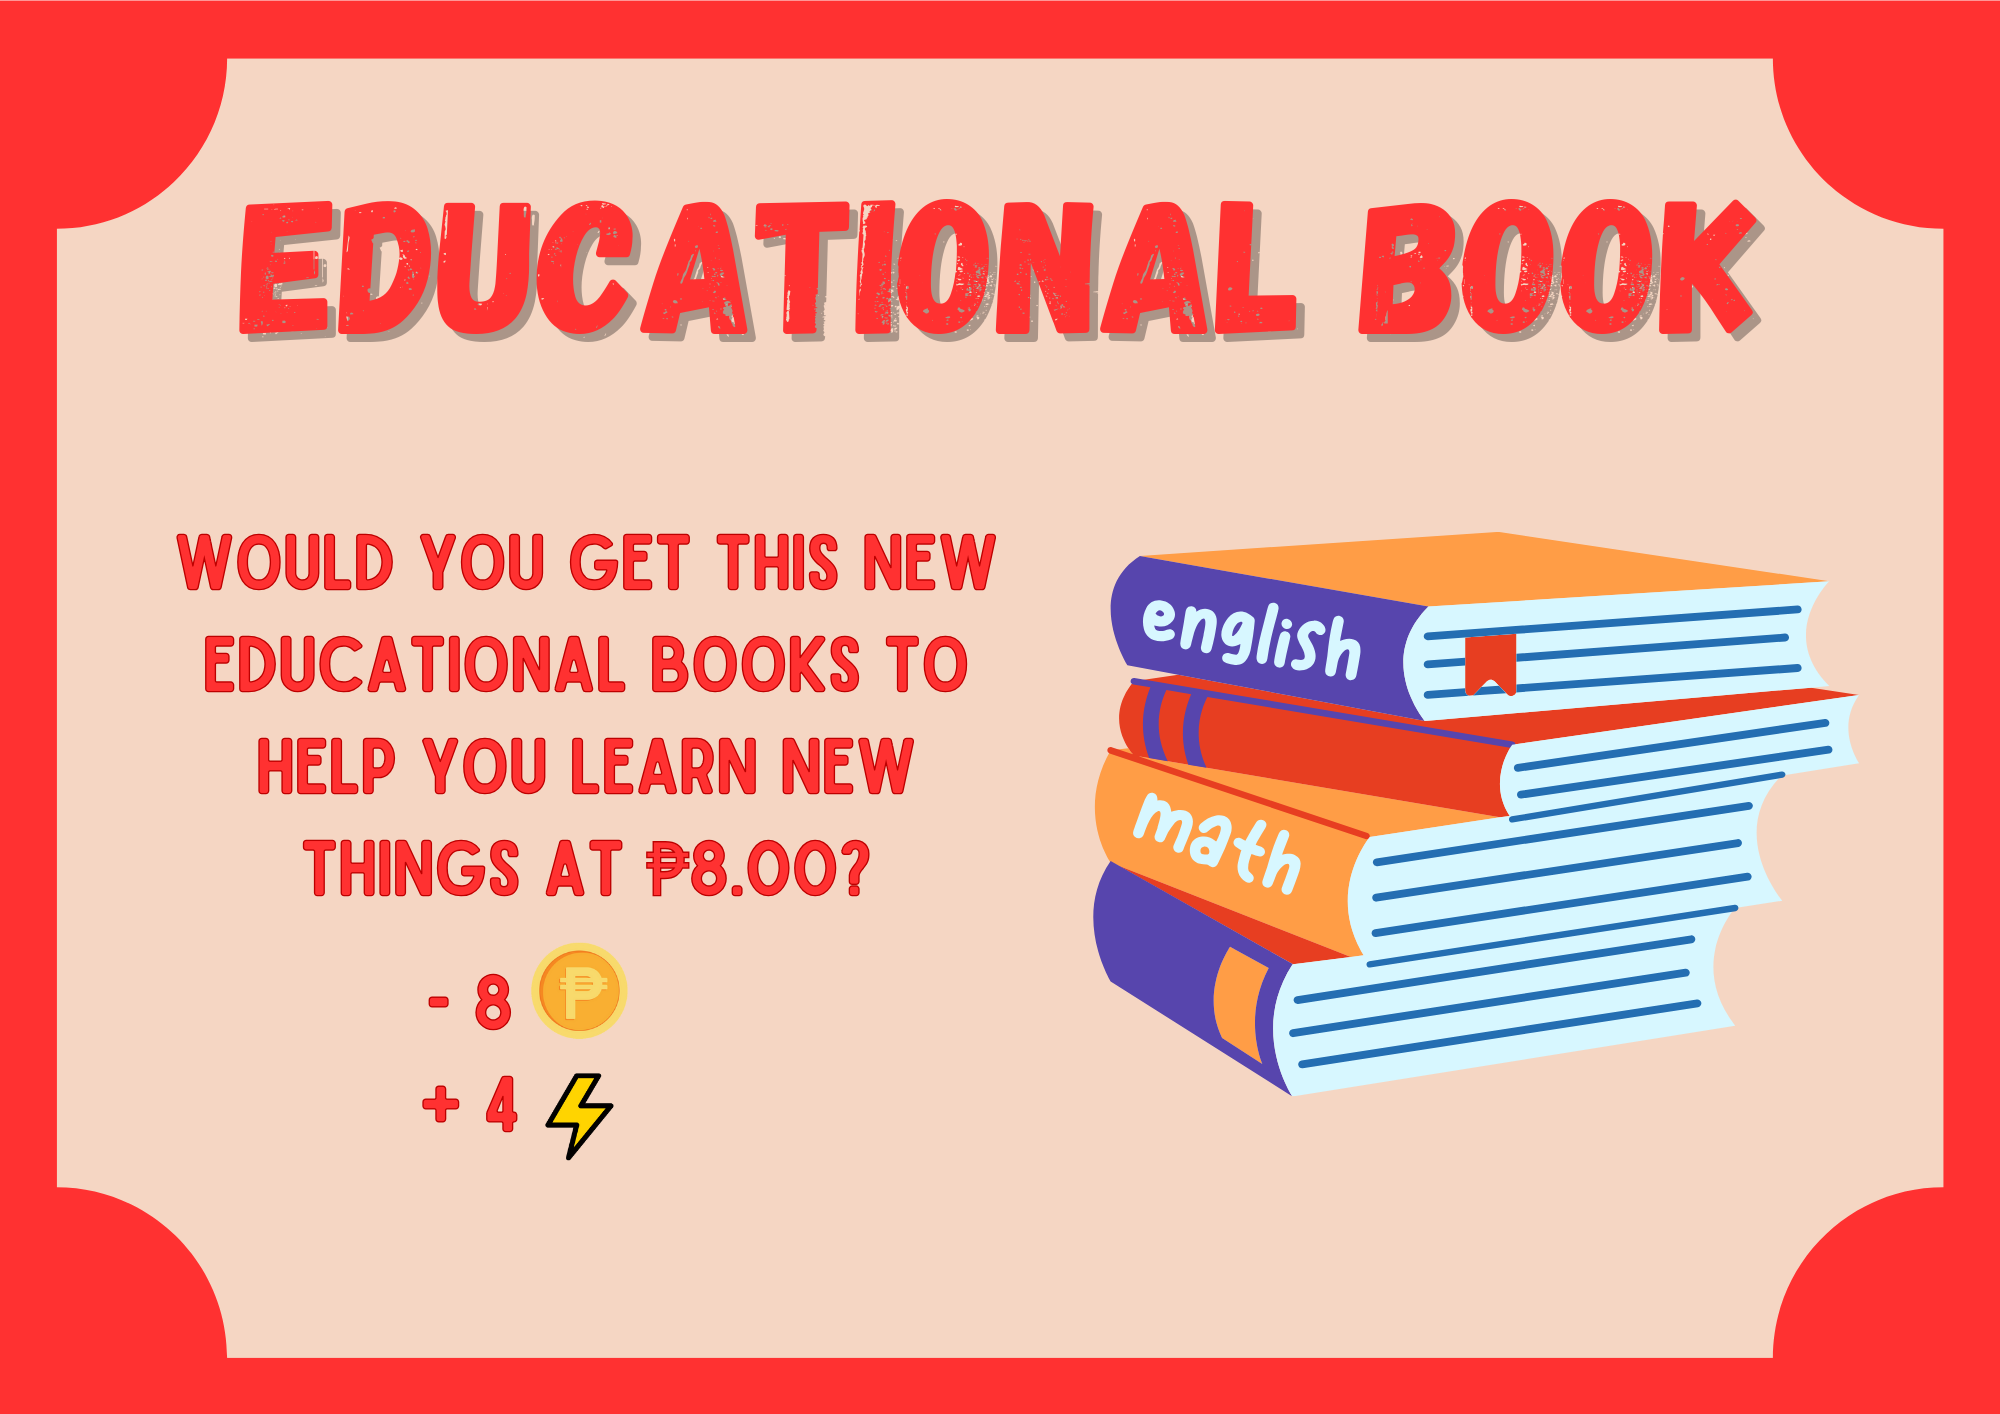 EDUCATIONAL BOOK
WOULD YOU GET THIS NEW
EDUCATIONAL BOOKS TO
HELP YOU LEARN NEW
THINGS AT ₱8.00?
- 8 ₱
+ 4
english
math